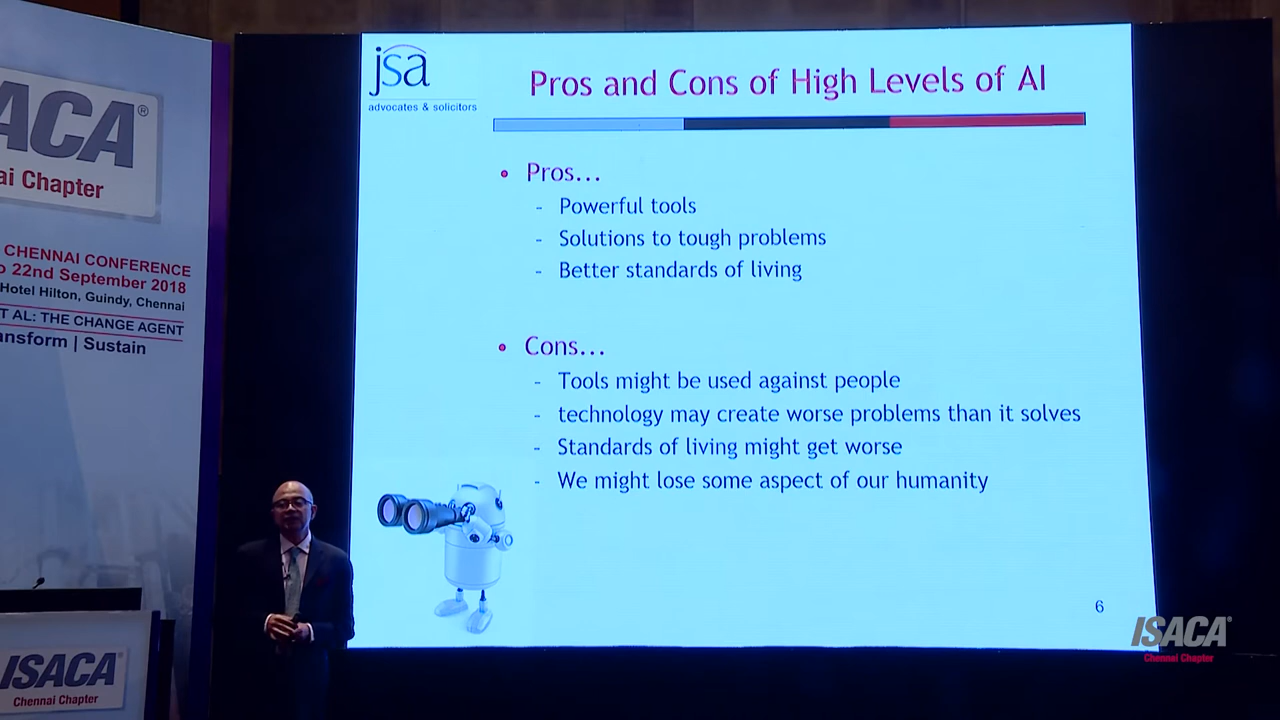 ACA®
ai Chapter
CHENNAI CONFERENCE
o 22nd September 2018
Hotel Hilton, Guindy, Chennai
T AL: THE CHANGE AGENT
ansform | Sustain
ISACA®
Chennai Chapter
jsa
advocates & solicitors
Pros and Cons of High Levels of AI
• Pros...
- Powerful tools
- Solutions to tough problems
- Better standards of living
• Cons...
- Tools might be used against people
- technology may create worse problems than it solves
- Standards of living might get worse
- We might lose some aspect of our humanity
6
ISACA®
Chennai Chapter